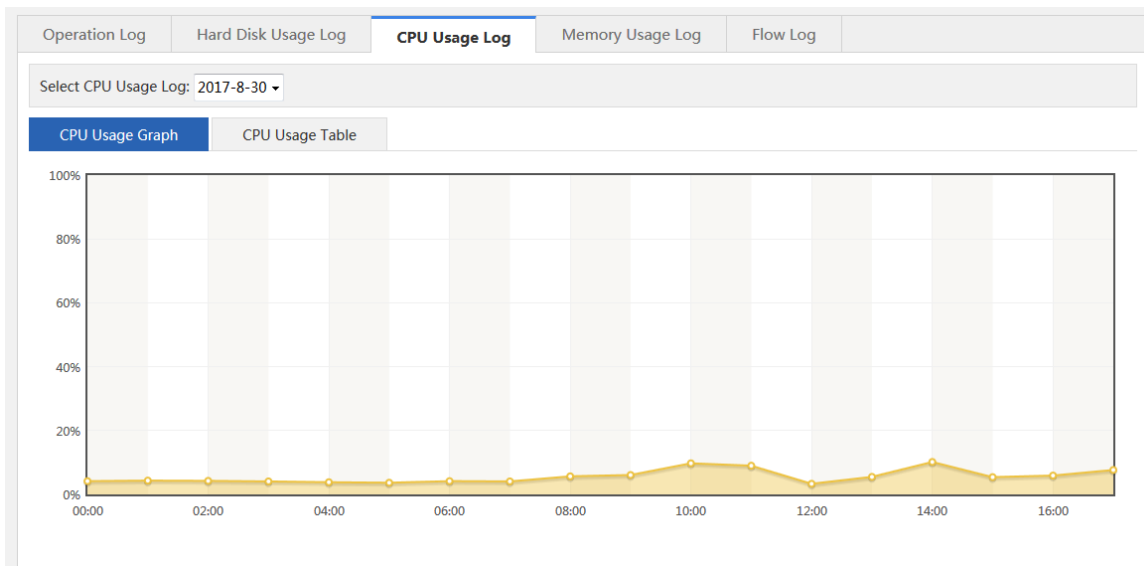 Operation Log Hard Disk Usage Log CPU Usage Log Memory Usage Log Flow Log
Select CPU Usage Log: 2017-8-30
CPU Usage Graph CPU Usage Table
100%
80%
60%
40%
20%
0%
00:00 02:00 04:00 06:00 08:00 10:00 12:00 14:00 16:00